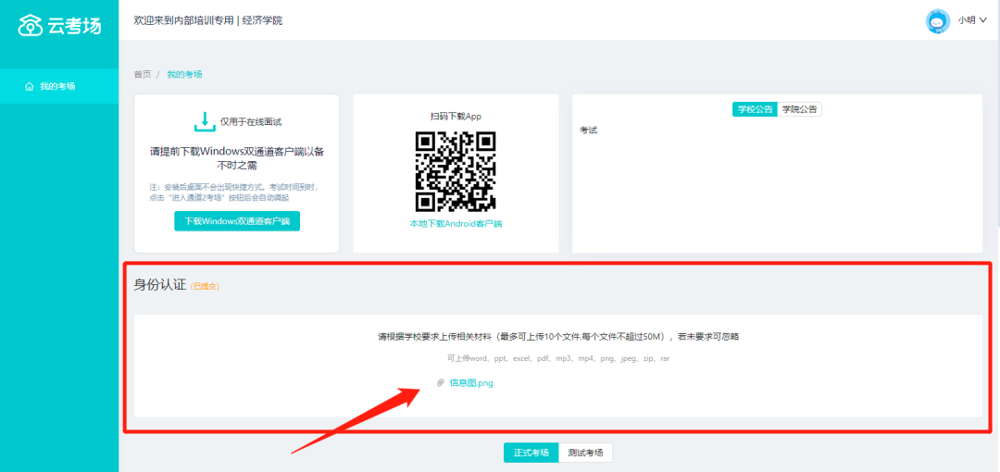 云考场
欢迎来到内部培训专用 | 经济学院
小明
我的考场
首页 / 我的考场
仅用于在线面试
请提前下载Windows双通道客户端以备
不时之需
注：安装后桌面不会出现快捷方式。考试时间到时，
点击“进入通道2考场”按钮后会自动调起
下载Windows双通道客户端
扫码下载App
本地下载Android客户端
学校公告 学院公告
考试
身份认证 (已提交)
请根据学校要求上传相关材料（最多可上传10个文件,每个文件不超过50M），若未要求可忽略
可上传word、ppt、excel、pdf、mp3、mp4、png、jpeg、zip、rar
信息图.png
正式考场 测试考场